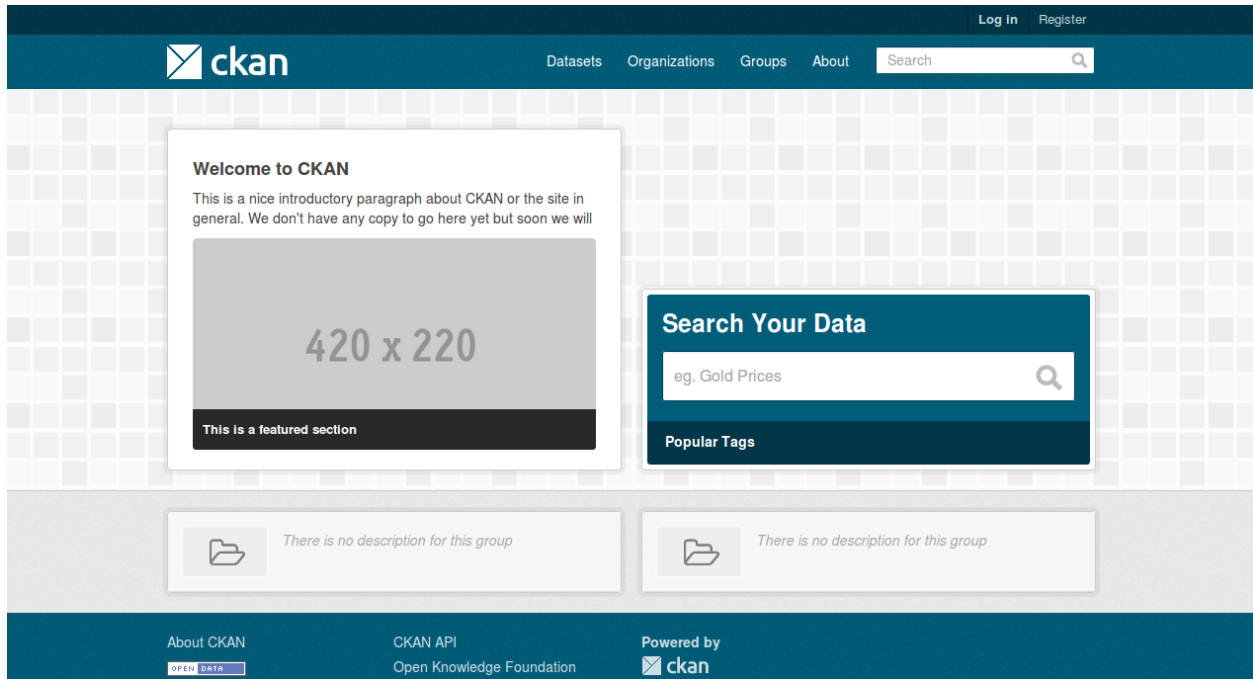 Log in Register
ckan Datasets Organizations Groups About Search
Welcome to CKAN
This is a nice introductory paragraph about CKAN or the site in
general. We don't have any copy to go here yet but soon we will
420 x 220
This is a featured section
Search Your Data
eg. Gold Prices
Popular Tags
There is no description for this group
There is no description for this group
About CKAN
OPEN DATA
CKAN API
Open Knowledge Foundation
Powered by
ckan